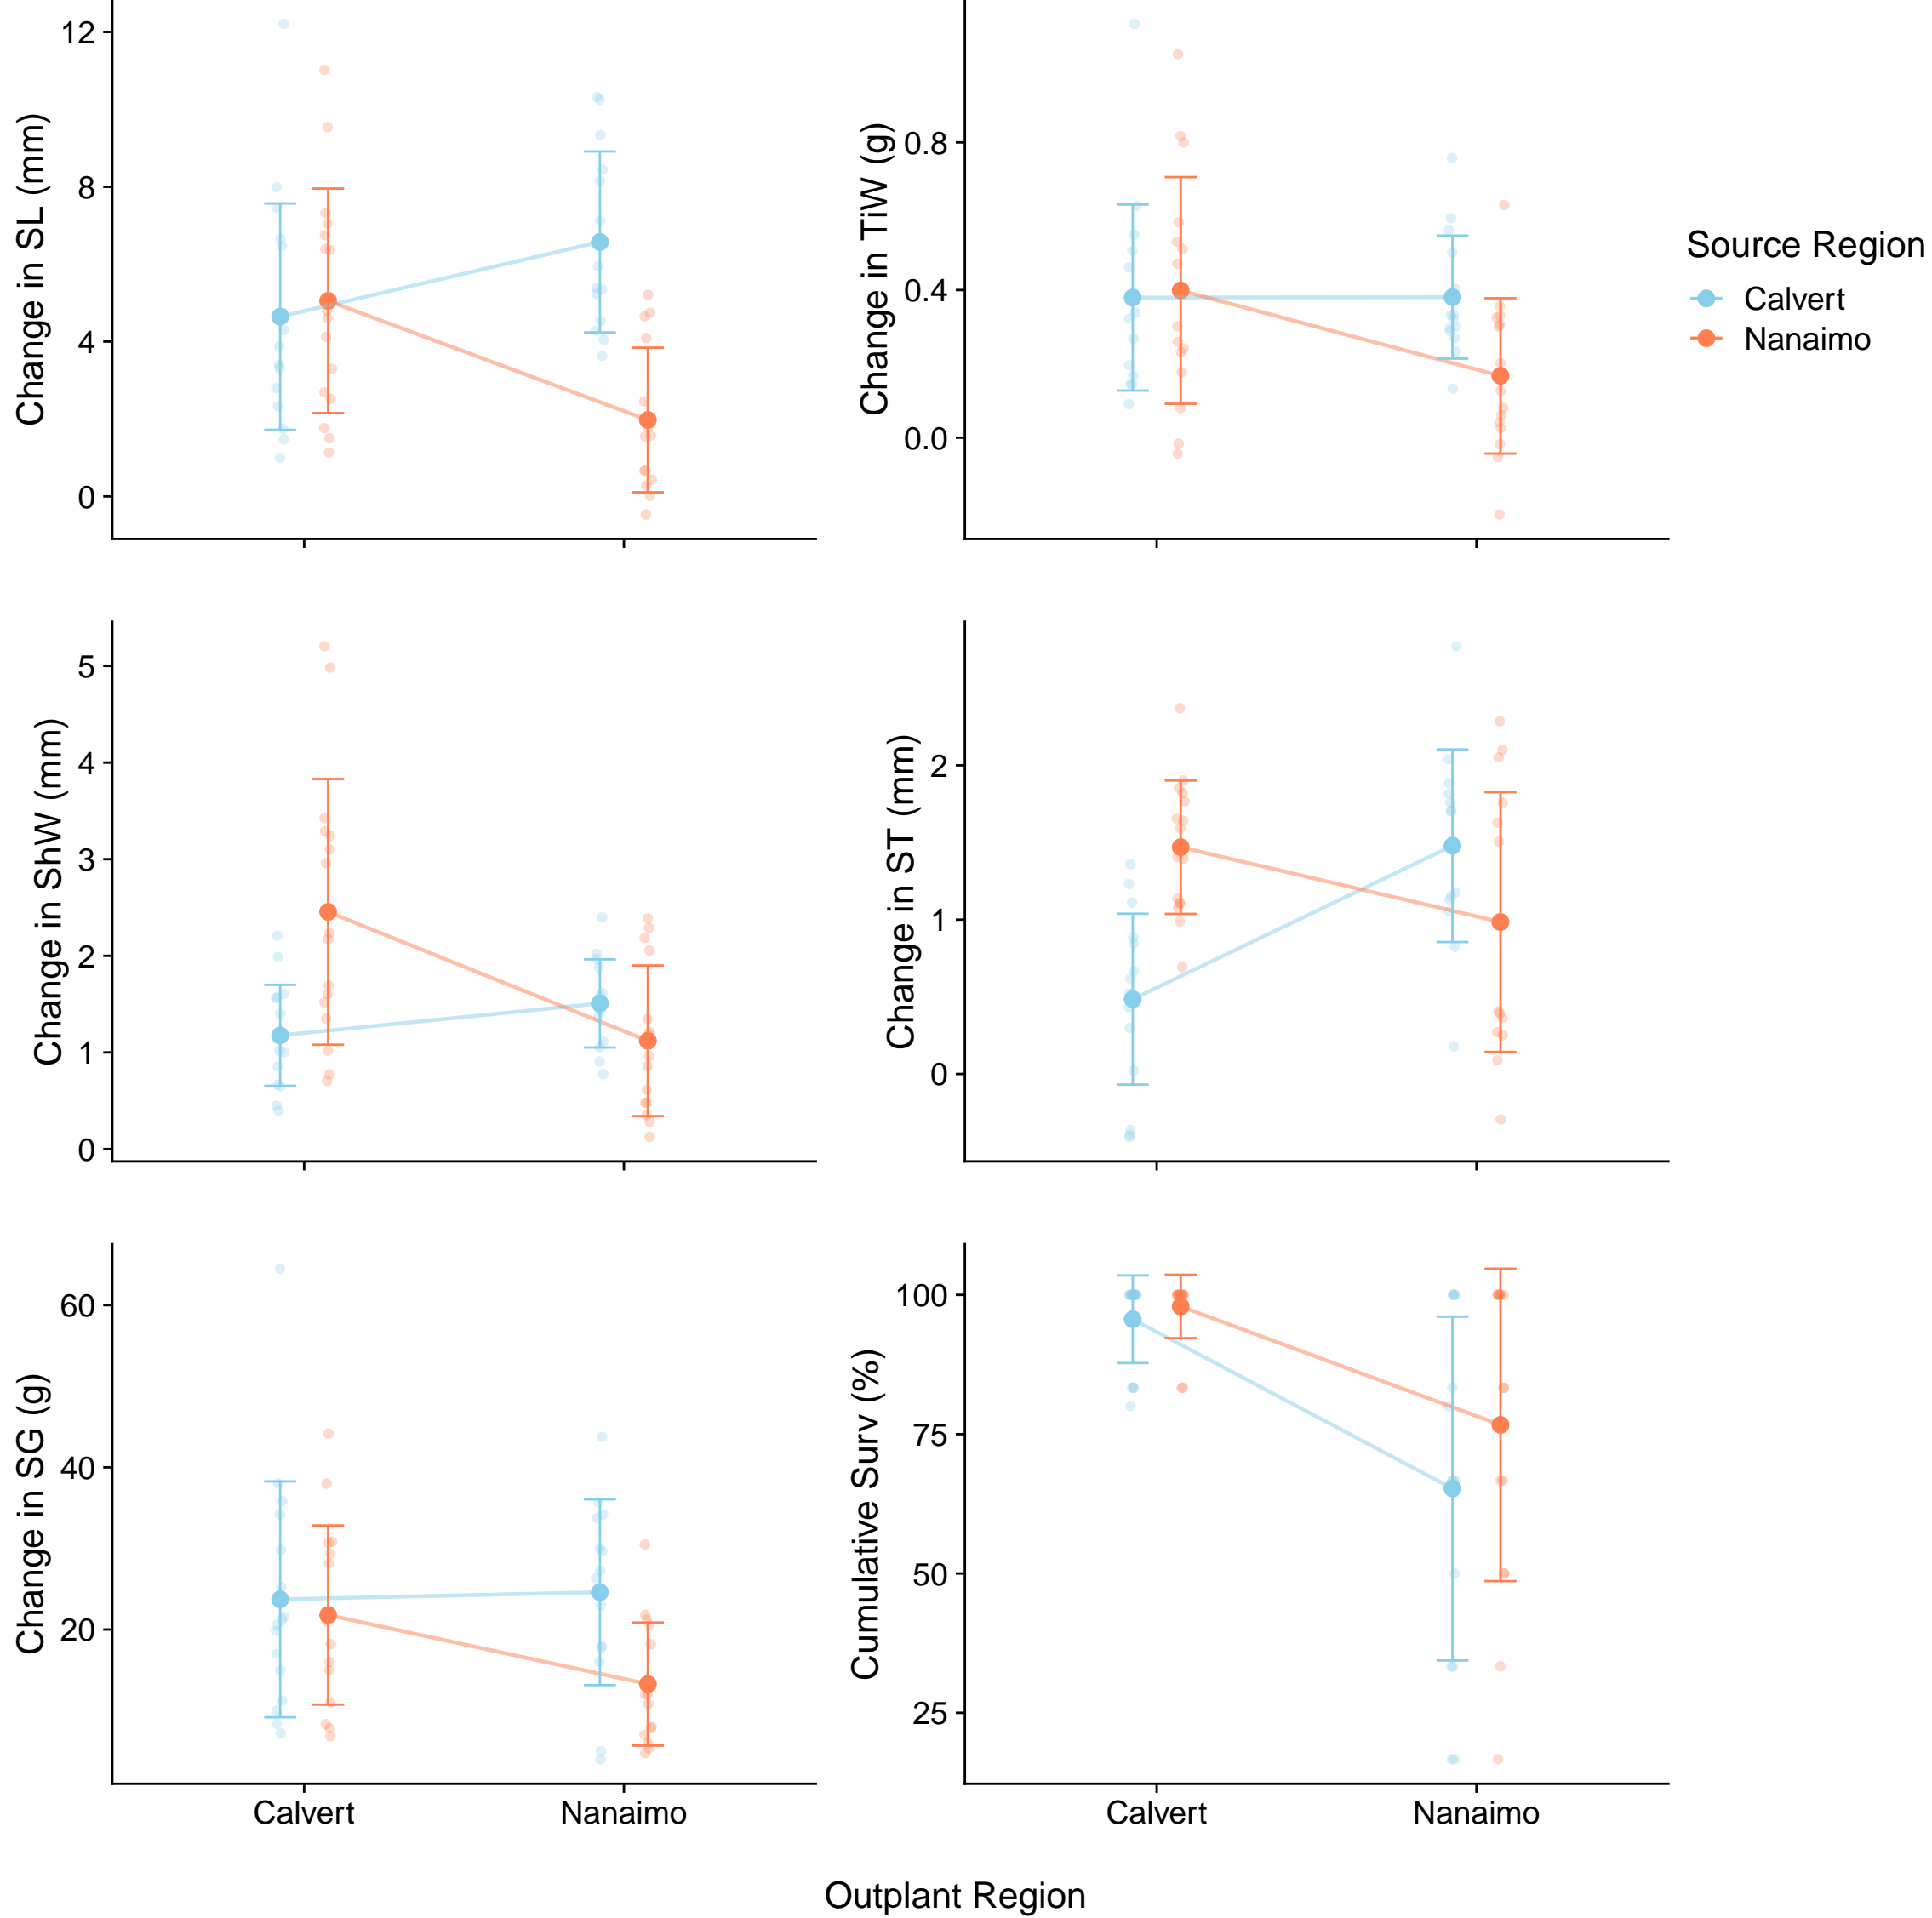 Change in SL (mm)
12
8
4
0
Change in TiW (g)
0.8
0.4
0.0
Source Region
Calvert
Nanaimo
Change in ShW (mm)
5
4
3
2
1
0
Change in ST (mm)
2
1
0
Change in SG (g)
60
40
20
Calvert
Nanaimo
Cumulative Surv (%)
100
75
50
25
Calvert
Nanaimo
Outplant Region